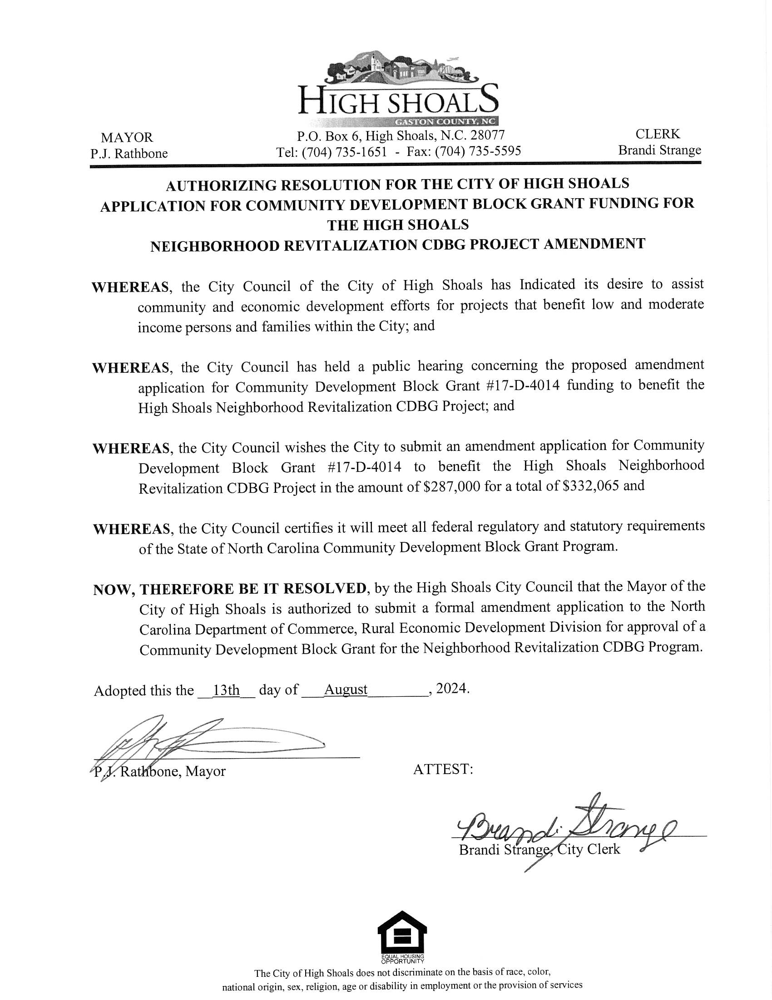 HIGH SHOALS
GASTON COUNTY, NC
MAYOR
P.J. Rathbone
P.O. Box 6, High Shoals, N.C. 28077
Tel: (704) 735-1651 - Fax: (704) 735-5595
CLERK
Brandi Strange
AUTHORIZING RESOLUTION FOR THE CITY OF HIGH SHOALS
APPLICATION FOR COMMUNITY DEVELOPMENT BLOCK GRANT FUNDING FOR
THE HIGH SHOALS
NEIGHBORHOOD REVITALIZATION CDBG PROJECT AMENDMENT
WHEREAS, the City Council of the City of High Shoals has Indicated its desire to assist
community and economic development efforts for projects that benefit low and moderate
income persons and families within the City; and
WHEREAS, the City Council has held a public hearing concerning the proposed amendment
application for Community Development Block Grant #17-D-4014 funding to benefit the
High Shoals Neighborhood Revitalization CDBG Project; and
WHEREAS, the City Council wishes the City to submit an amendment application for Community
Development Block Grant #17-D-4014 to benefit the High Shoals Neighborhood
Revitalization CDBG Project in the amount of $287,000 for a total of $332,065 and
WHEREAS, the City Council certifies it will meet all federal regulatory and statutory requirements
of the State of North Carolina Community Development Block Grant Program.
NOW, THEREFORE BE IT RESOLVED, by the High Shoals City Council that the Mayor of the
City of High Shoals is authorized to submit a formal amendment application to the North
Carolina Department of Commerce, Rural Economic Development Division for approval of a
Community Development Block Grant for the Neighborhood Revitalization CDBG Program.
Adopted this the __13th__ day of ___August________, 2024.
P.J. Rathbone, Mayor
ATTEST:
Brandi Strange
Brandi Strange, City Clerk
EQUAL HOUSING
OPPORTUNITY
The City of High Shoals does not discriminate on the basis of race, color,
national origin, sex, religion, age or disability in employment or the provision of services